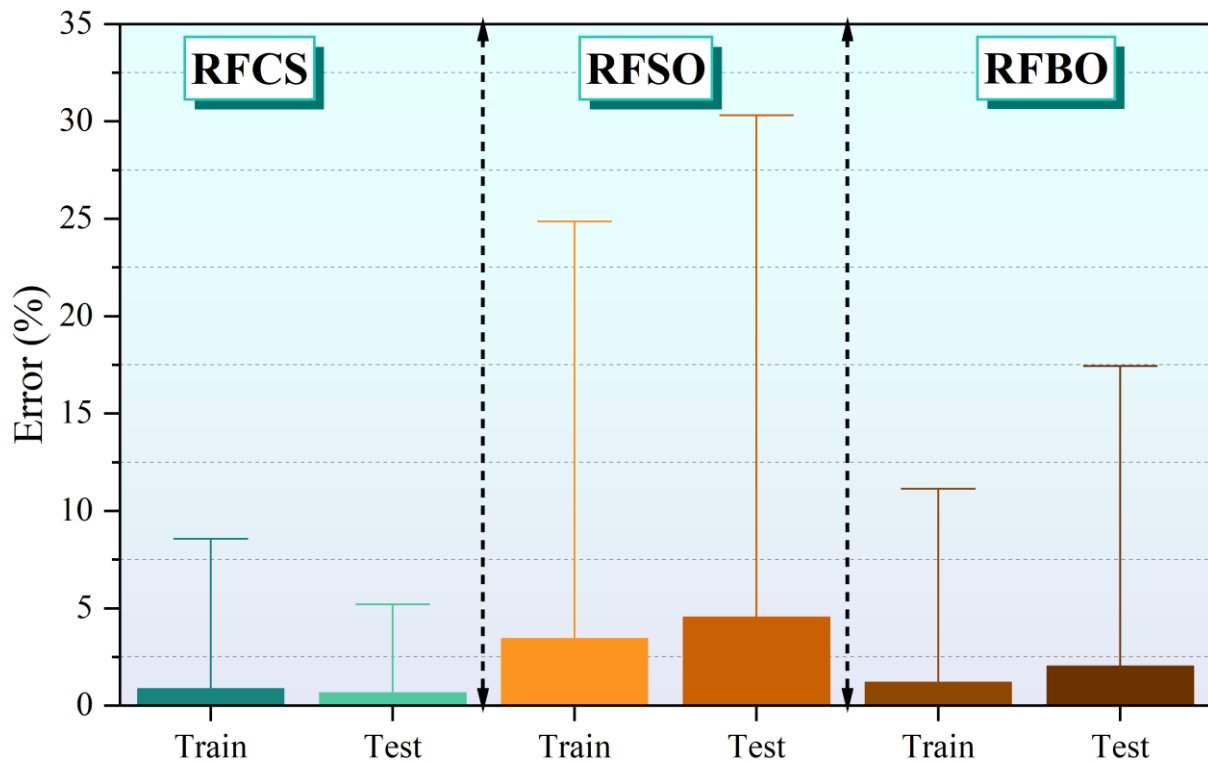 RFCS
RFSO
RFBO
Error (%)
35
30
25
20
15
10
5
0
Train
Test
Train
Test
Train
Test